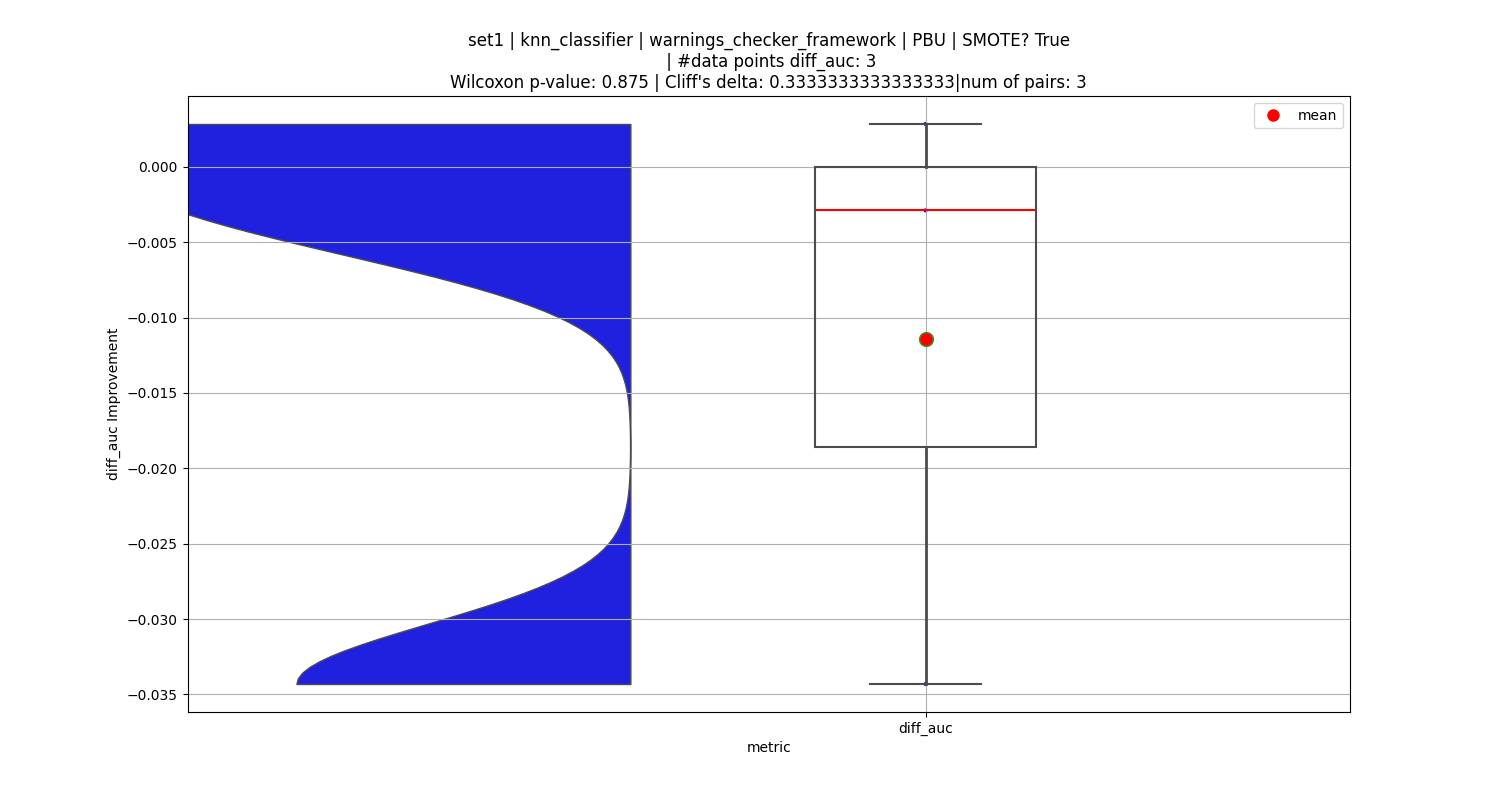 set1 | knn_classifier | warnings_checker_framework | PBU | SMOTE? True
| #data points diff_auc: 3
Wilcoxon p-value: 0.875 | Cliff's delta: 0.3333333333333333|num of pairs: 3
mean
0.000
−0.005
−0.010
−0.015
−0.020
−0.025
−0.030
−0.035
diff_auc Improvement
diff_auc
metric